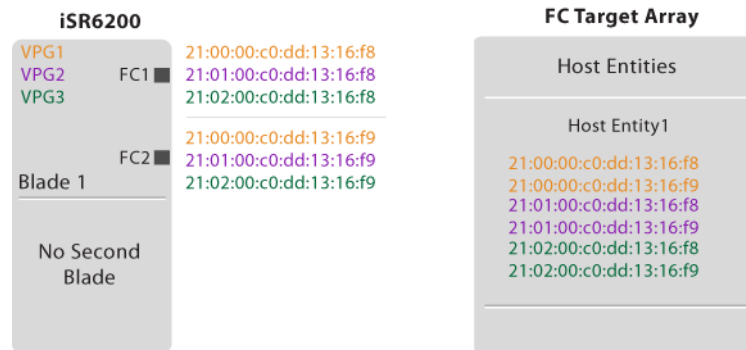 iSR6200
VPG1
VPG2 FC1
VPG3
21:00:00:c0:dd:13:16:f8
21:01:00:c0:dd:13:16:f8
21:02:00:c0:dd:13:16:f8
FC2
21:00:00:c0:dd:13:16:f9
21:01:00:c0:dd:13:16:f9
21:02:00:c0:dd:13:16:f9
Blade 1
No Second
Blade
FC Target Array
Host Entities
Host Entity1
21:00:00:c0:dd:13:16:f8
21:00:00:c0:dd:13:16:f9
21:01:00:c0:dd:13:16:f8
21:01:00:c0:dd:13:16:f9
21:02:00:c0:dd:13:16:f8
21:02:00:c0:dd:13:16:f9